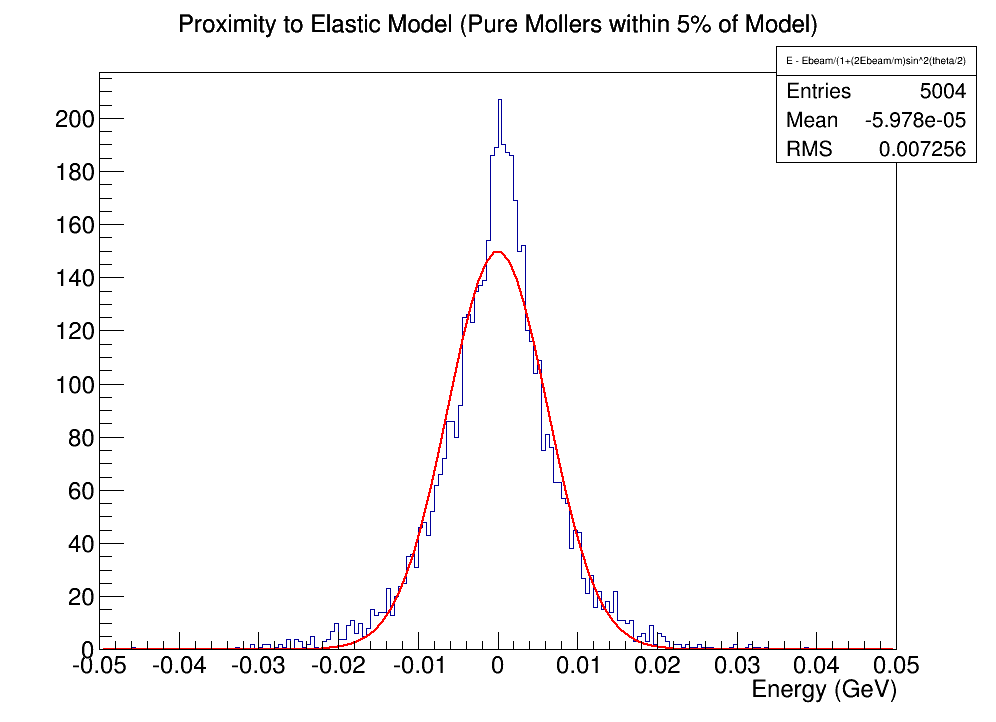 Proximity to Elastic Model (Pure Mollers within 5% of Model)
E - Ebeam/(1+(2Ebeam/m)sin^2(theta/2)
Entries 5004
Mean -5.978e-05
RMS 0.007256
200
180
160
140
120
100
80
60
40
20
0
-0.05 -0.04 -0.03 -0.02 -0.01 0 0.01 0.02 0.03 0.04 0.05
Energy (GeV)